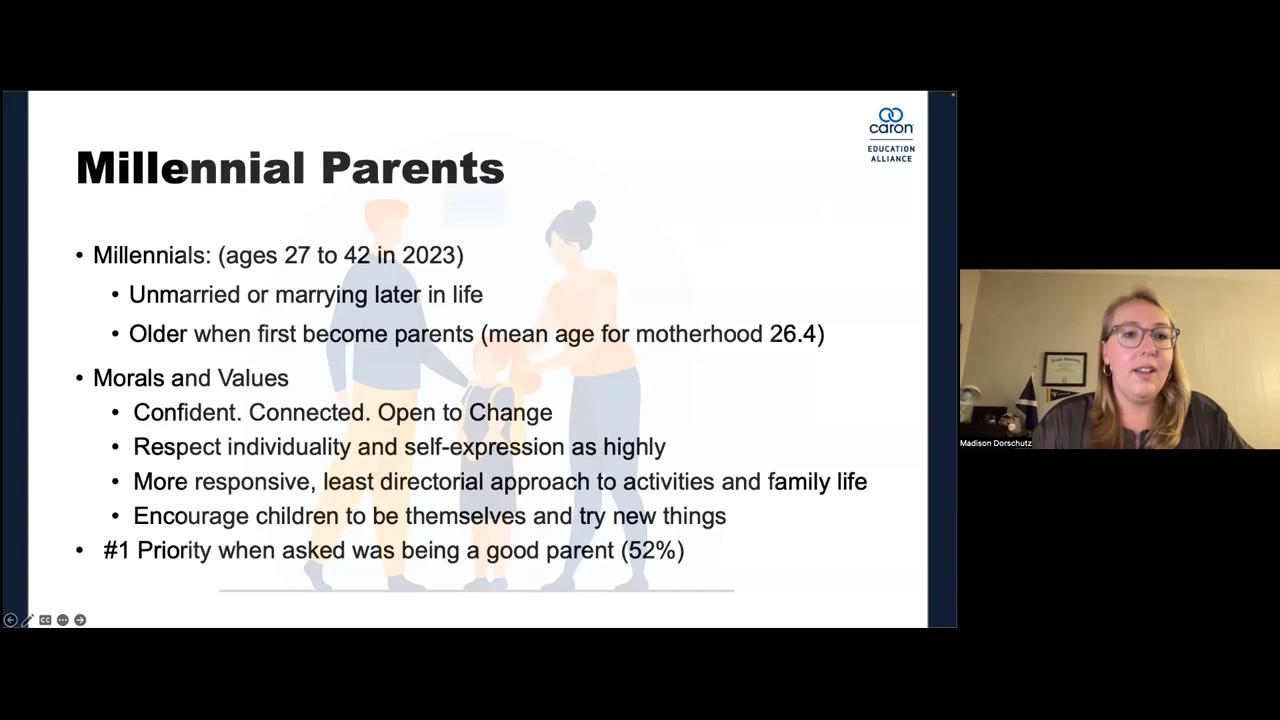 caron
EDUCATION
ALLIANCE
Millennial Parents
• Millennials: (ages 27 to 42 in 2023)
• Unmarried or marrying later in life
• Older when first become parents (mean age for motherhood 26.4)
• Morals and Values
• Confident. Connected. Open to Change
• Respect individuality and self-expression as highly
• More responsive, least directorial approach to activities and family life
• Encourage children to be themselves and try new things
• #1 Priority when asked was being a good parent (52%)
CC
Madison Dorschutz